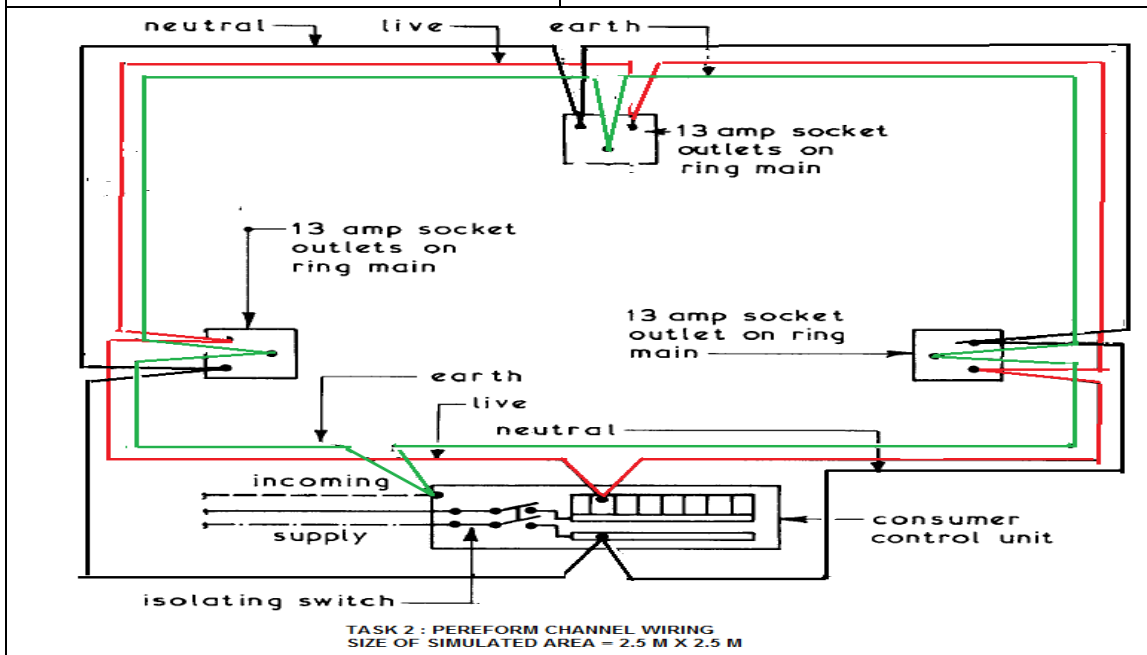 neutral live earth
13 amp socket
outlets on
ring main
13 amp socket
outlets on
ring main
13 amp socket
outlet on ring
main
earth
live
neutral
incoming
supply
consumer
control unit
isolating switch
TASK 2 : PEREFORM CHANNEL WIRING
SIZE OF SIMULATED AREA = 2.5 M X 2.5 M